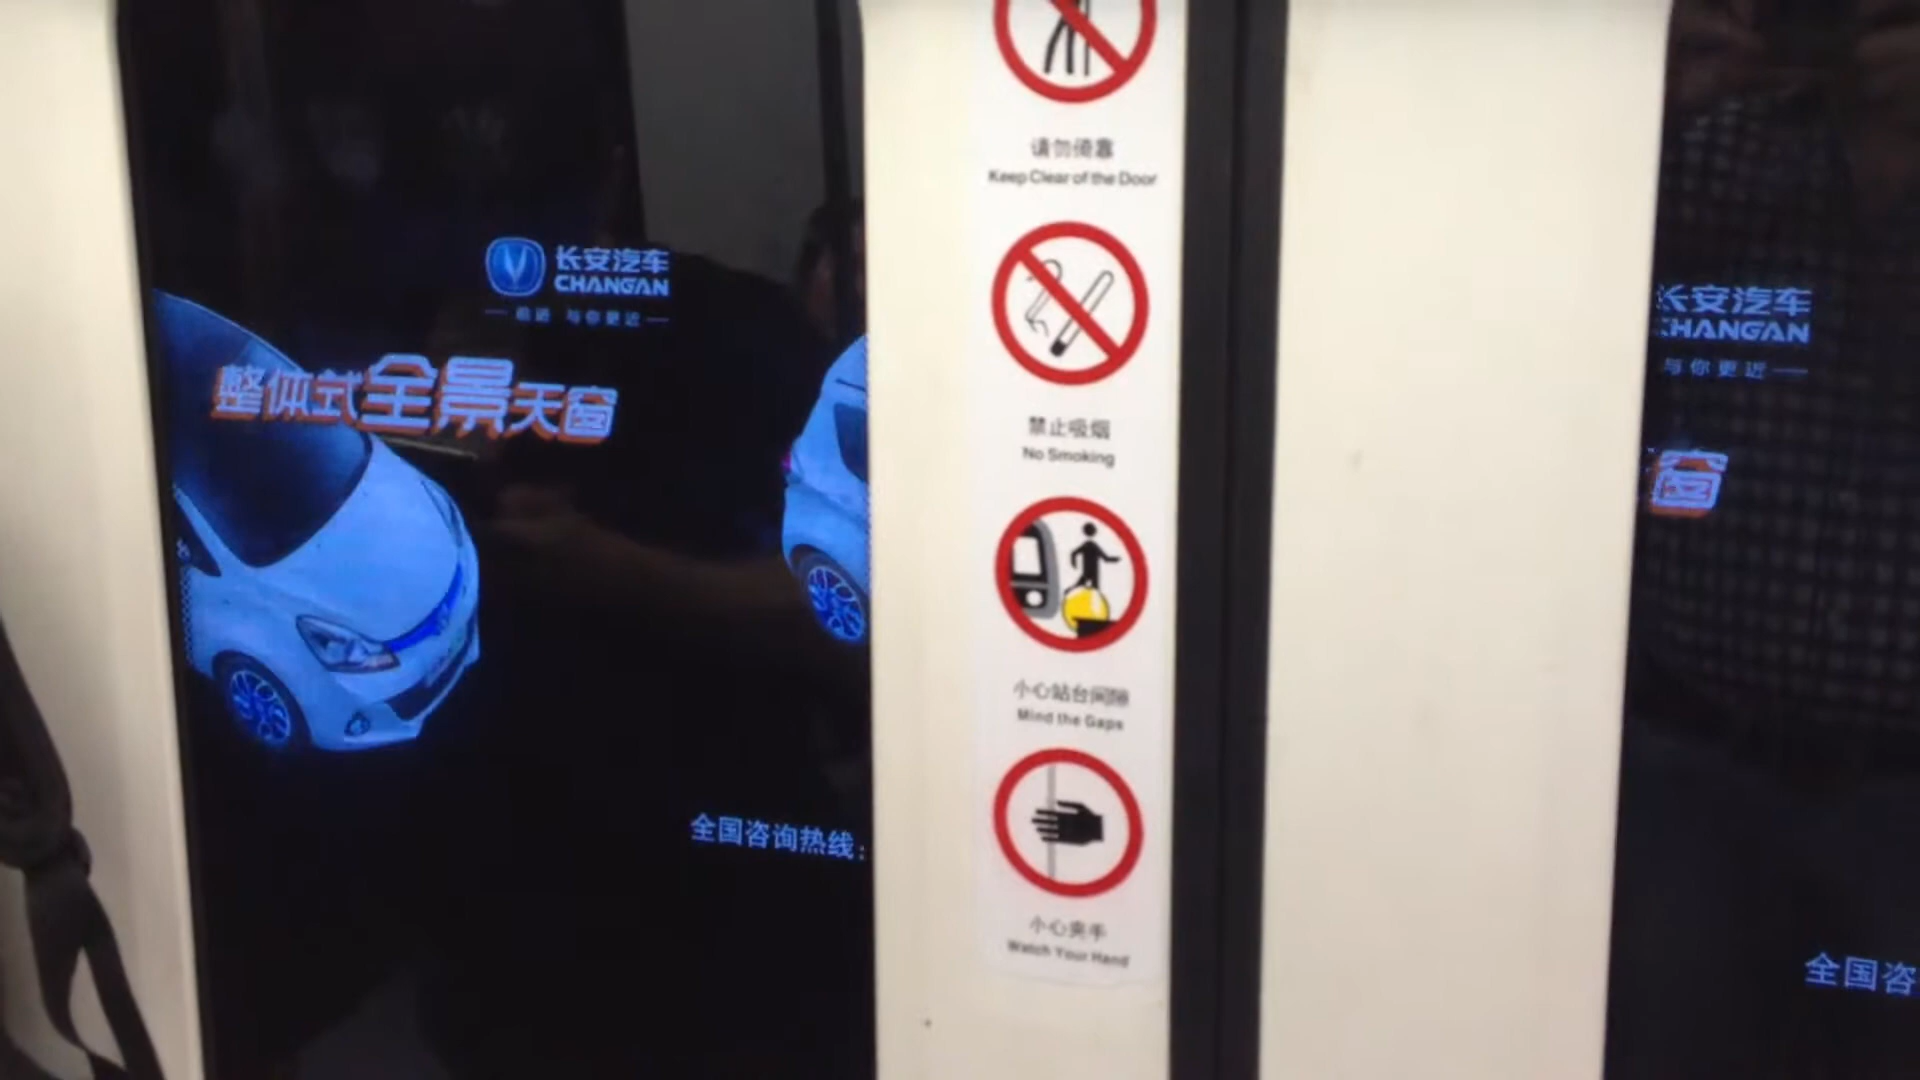 长安汽车
CHANGAN
与你更近
整体式全景天窗
全国咨询热线:
请勿倚靠
Keep Clear of the Door
禁止吸烟
No Smoking
小心站台间隙
Mind the Gaps
小心夹手
Watch Your Hand
长安汽车
CHANGAN
与你更近
窗
全国咨